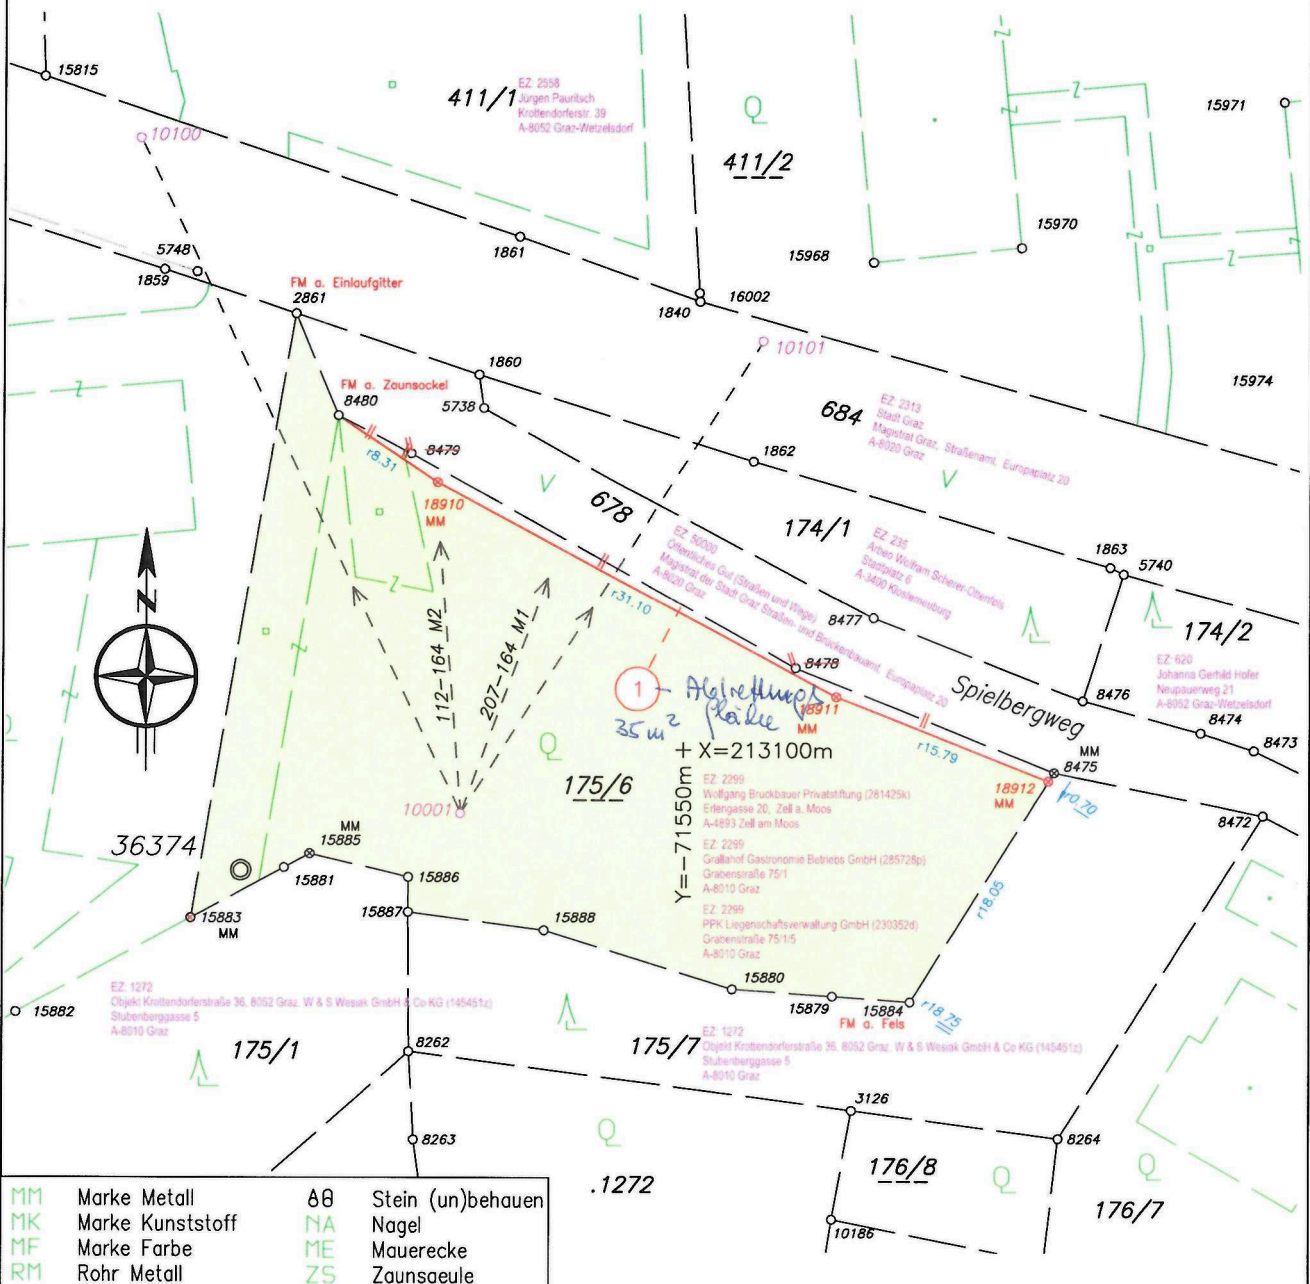 15815
10100
411/1
EZ: 2558
Jürgen Pauritsch
Krottendorferstr. 39
A-8052 Graz-Wetzelsdorf
Q
411/2
Z
Z
Z
15971
5748
1859
1861
15968
15970
Z
Z
FM a. Einlaufgitter
2861
16002
1840
10101
1860
15974
Z
FM a. Zaunsockel
8480
5738
684
EZ: 2313
Stadt Graz
Magistrat Graz, Straßenamt, Europaplatz 20
A-8020 Graz
8479
r8.31
1862
V
V
18910
MM
678
174/1
EZ: 235
Arbeo Wolfram Scherer-Ottenfels
Stadtplatz 6
A-3400 Klosterneuburg
EZ: 50000
Öffentliches Gut (Straßen und Wege)
Magistrat der Stadt Graz Straßen- und Brückenbauamt, Europaplatz 20
A-8020 Graz
1863
5740
Z
r31.10
N
8477
174/2
Z
112-164 M2
207-164 M1
8478
EZ: 620
Johanna Gerhild Hofer
Neupauerweg 21
A-8052 Graz-Wetzelsdorf
Z
1
35 m²
18911
MM
Spielbergweg
8476
8474
8473
Q
r15.79
X=213100m
Y=-71550m
MM
8475
175/6
EZ: 2299
Wolfgang Bruckbauer Privatstiftung (281425k)
Erlengasse 20, Zell a. Moos
A-4893 Zell am Moos
18912
MM
r0.70
10001
8472
36374
MM
15885
EZ: 2299
Grallahof Gastronomie Betriebs GmbH (285728p)
Grabenstraße 75/1
A-8010 Graz
15881
15886
r18.05
15883
MM
15887
15888
EZ: 2299
PPK Liegenschaftsverwaltung GmbH (230352d)
Grabenstraße 75/1/5
A-8010 Graz
15880
15879
15884
r18.75
FM a. Fels
15882
EZ: 1272
Objekt Krottendorferstraße 36, 8052 Graz, W & S Wesiak GmbH & Co KG (145451z)
Stubenberggasse 5
A-8010 Graz
175/1
8262
175/7
EZ: 1272
Objekt Krottendorferstraße 36, 8052 Graz, W & S Wesiak GmbH & Co KG (145451z)
Stubenberggasse 5
A-8010 Graz
3126
8263
Q
8264
.1272
176/8
Q
Q
176/7
10186
MM Marke Metall
Stein (un)behauen
MK Marke Kunststoff
NA Nagel
MF Marke Farbe
ME Mauerecke
RM Rohr Metall
ZS Zaunsaeule